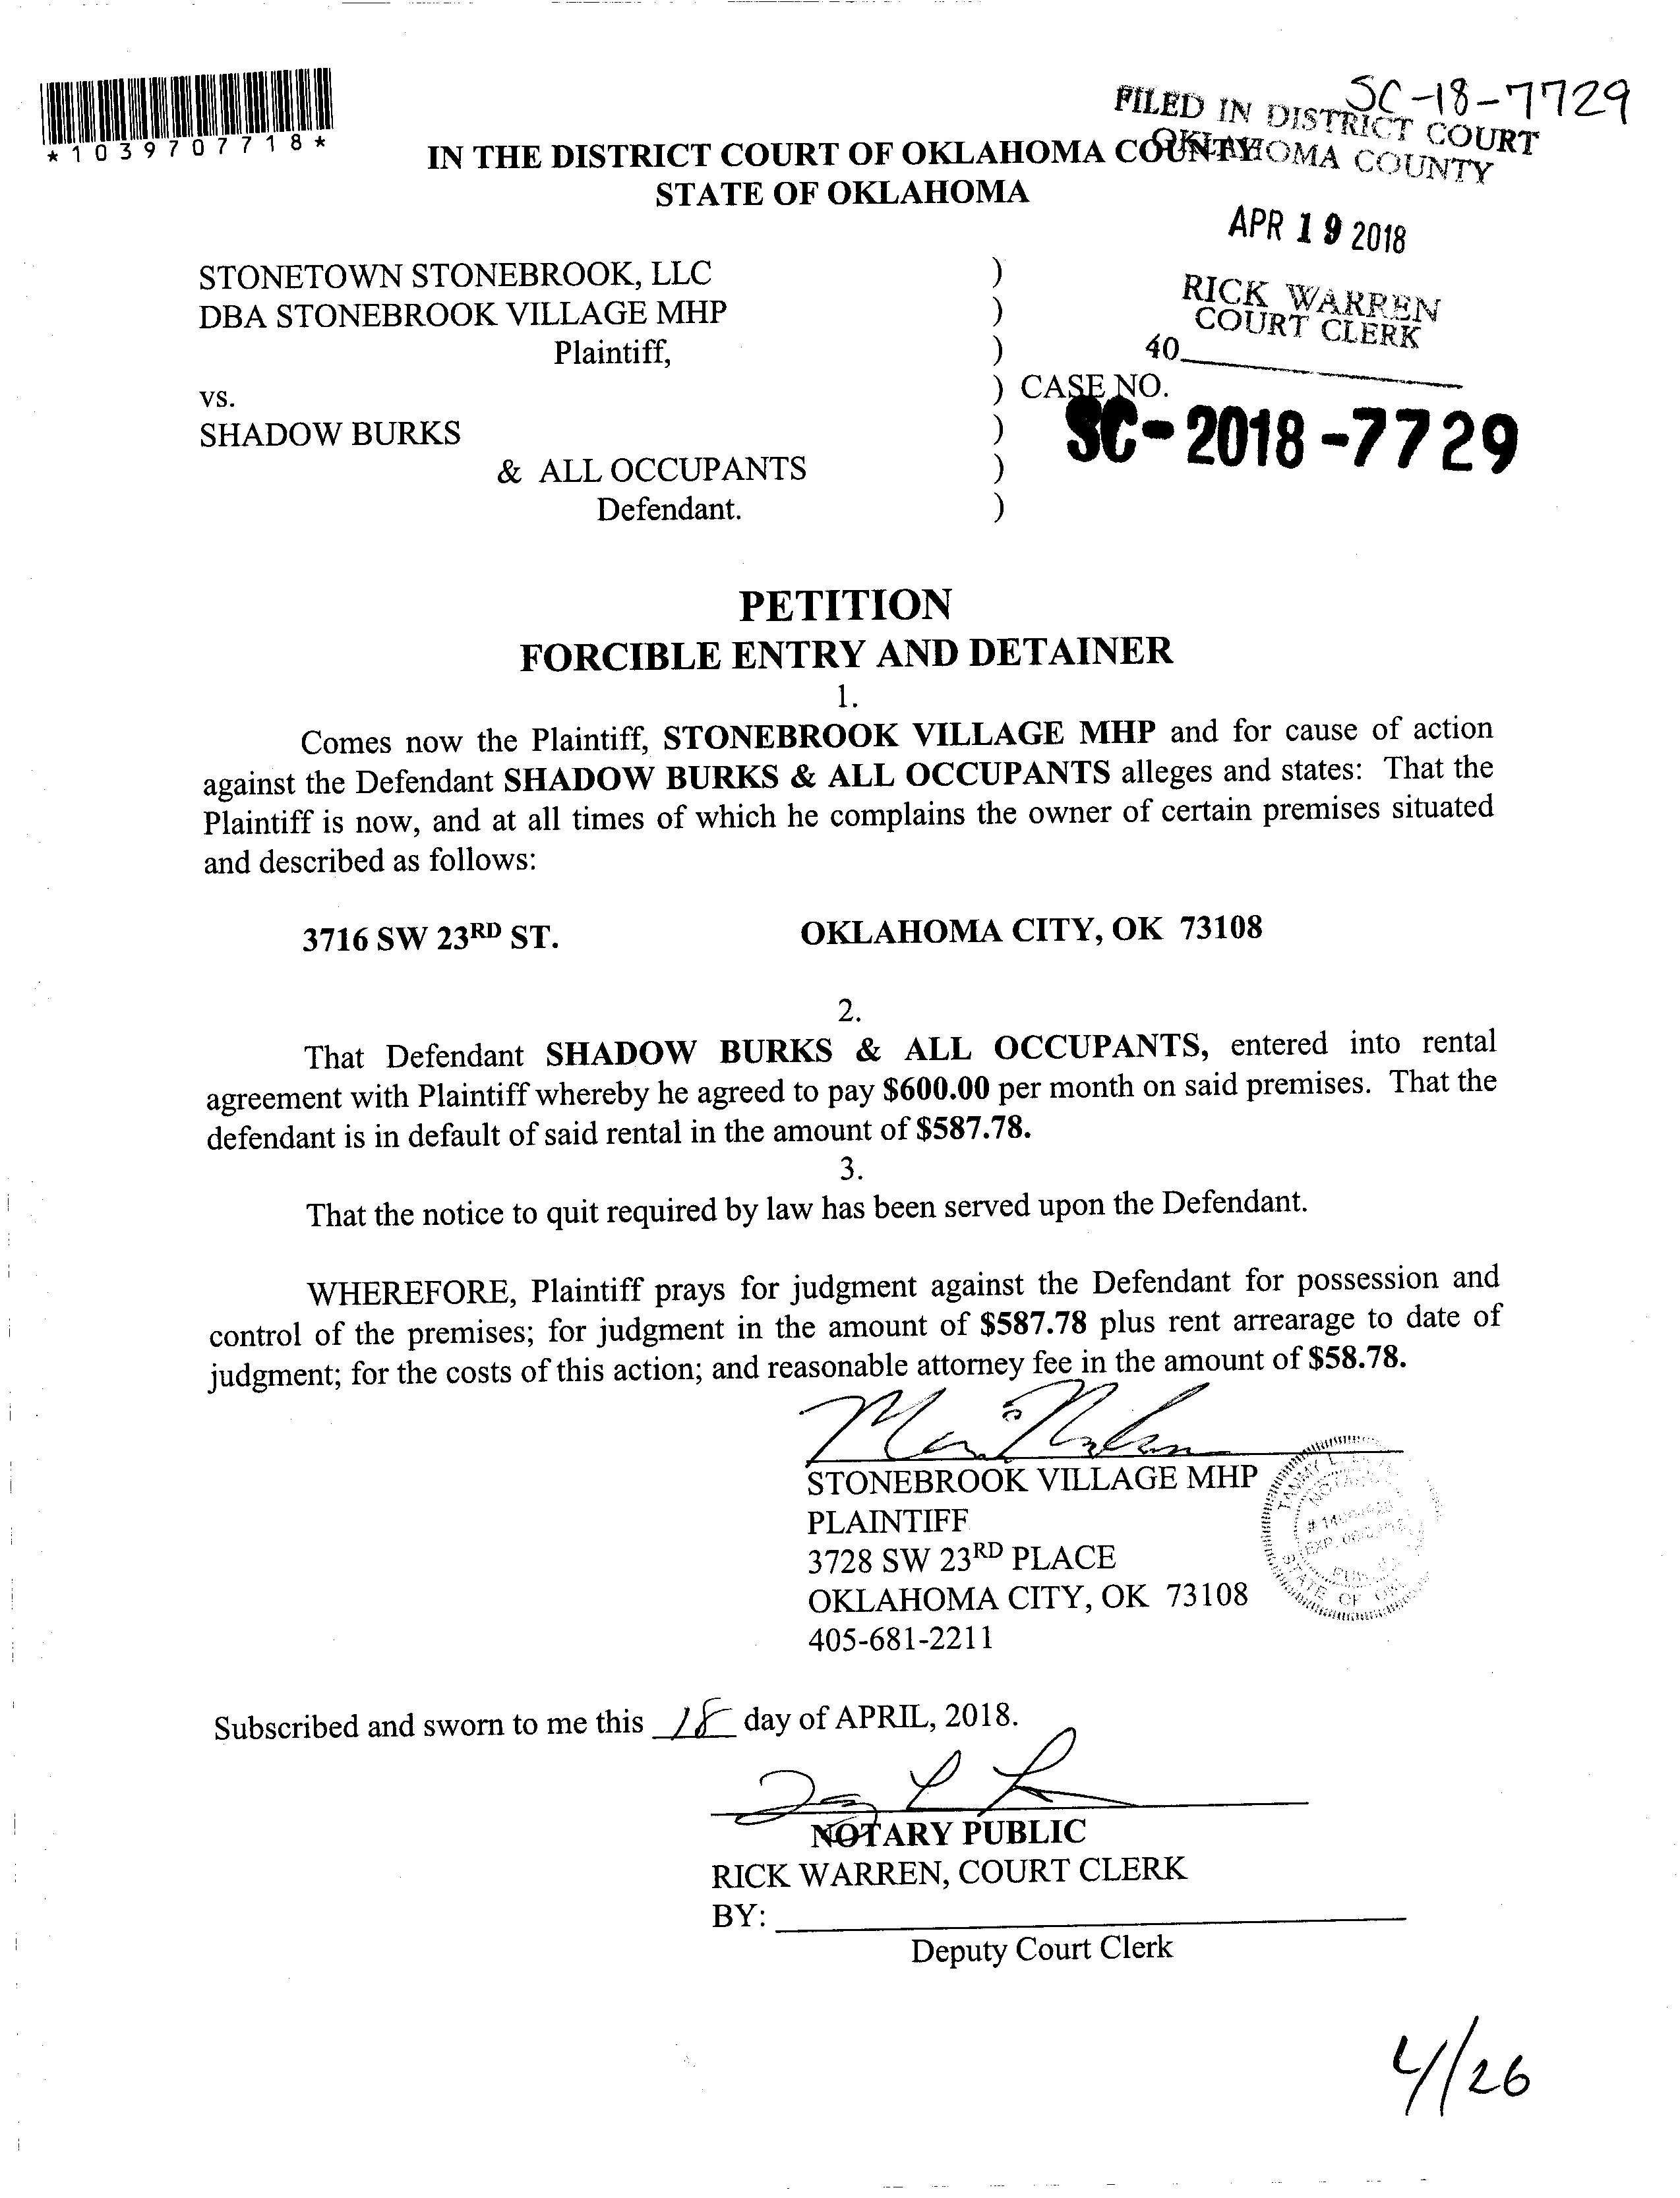 SC-18-7729
FILED IN DISTRICT COURT
OKLAHOMA COUNTY
*1039707718*
IN THE DISTRICT COURT OF OKLAHOMA COUNTY
STATE OF OKLAHOMA
APR 19 2018
STONETOWN STONEBROOK, LLC )
DBA STONEBROOK VILLAGE MHP )
RICK WARREN
COURT CLERK
Plaintiff, )
40
vs. ) CASE NO.
SHADOW BURKS )
SC-2018-7729
& ALL OCCUPANTS )
Defendant. )
PETITION
FORCIBLE ENTRY AND DETAINER
1.
Comes now the Plaintiff, STONEBROOK VILLAGE MHP and for cause of action
against the Defendant SHADOW BURKS & ALL OCCUPANTS alleges and states: That the
Plaintiff is now, and at all times of which he complains the owner of certain premises situated
and described as follows:
3716 SW 23RD ST. OKLAHOMA CITY, OK 73108
2.
That Defendant SHADOW BURKS & ALL OCCUPANTS, entered into rental
agreement with Plaintiff whereby he agreed to pay $600.00 per month on said premises. That the
defendant is in default of said rental in the amount of $587.78.
3.
That the notice to quit required by law has been served upon the Defendant.
WHEREFORE, Plaintiff prays for judgment against the Defendant for possession and
control of the premises; for judgment in the amount of $587.78 plus rent arrearage to date of
judgment; for the costs of this action; and reasonable attorney fee in the amount of $58.78.
STONEBROOK VILLAGE MHP
PLAINTIFF
3728 SW 23RD PLACE
OKLAHOMA CITY, OK 73108
405-681-2211
TAMMY L.
STATE OF
EXP.
Subscribed and sworn to me this 18 day of APRIL, 2018.
NOTARY PUBLIC
RICK WARREN, COURT CLERK
BY:
Deputy Court Clerk
4/26